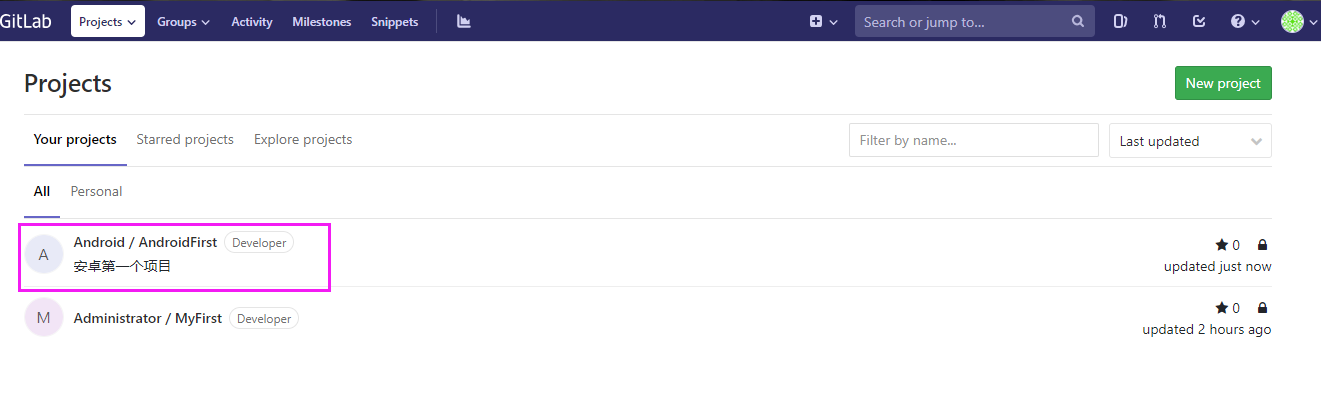 GitLab Projects Groups Activity Milestones Snippets Search or jump to...
Projects New project
Your projects Starred projects Explore projects Filter by name... Last updated
All Personal
A Android / AndroidFirst Developer 0
安卓第一个项目 updated just now
M Administrator / MyFirst Developer 0
updated 2 hours ago